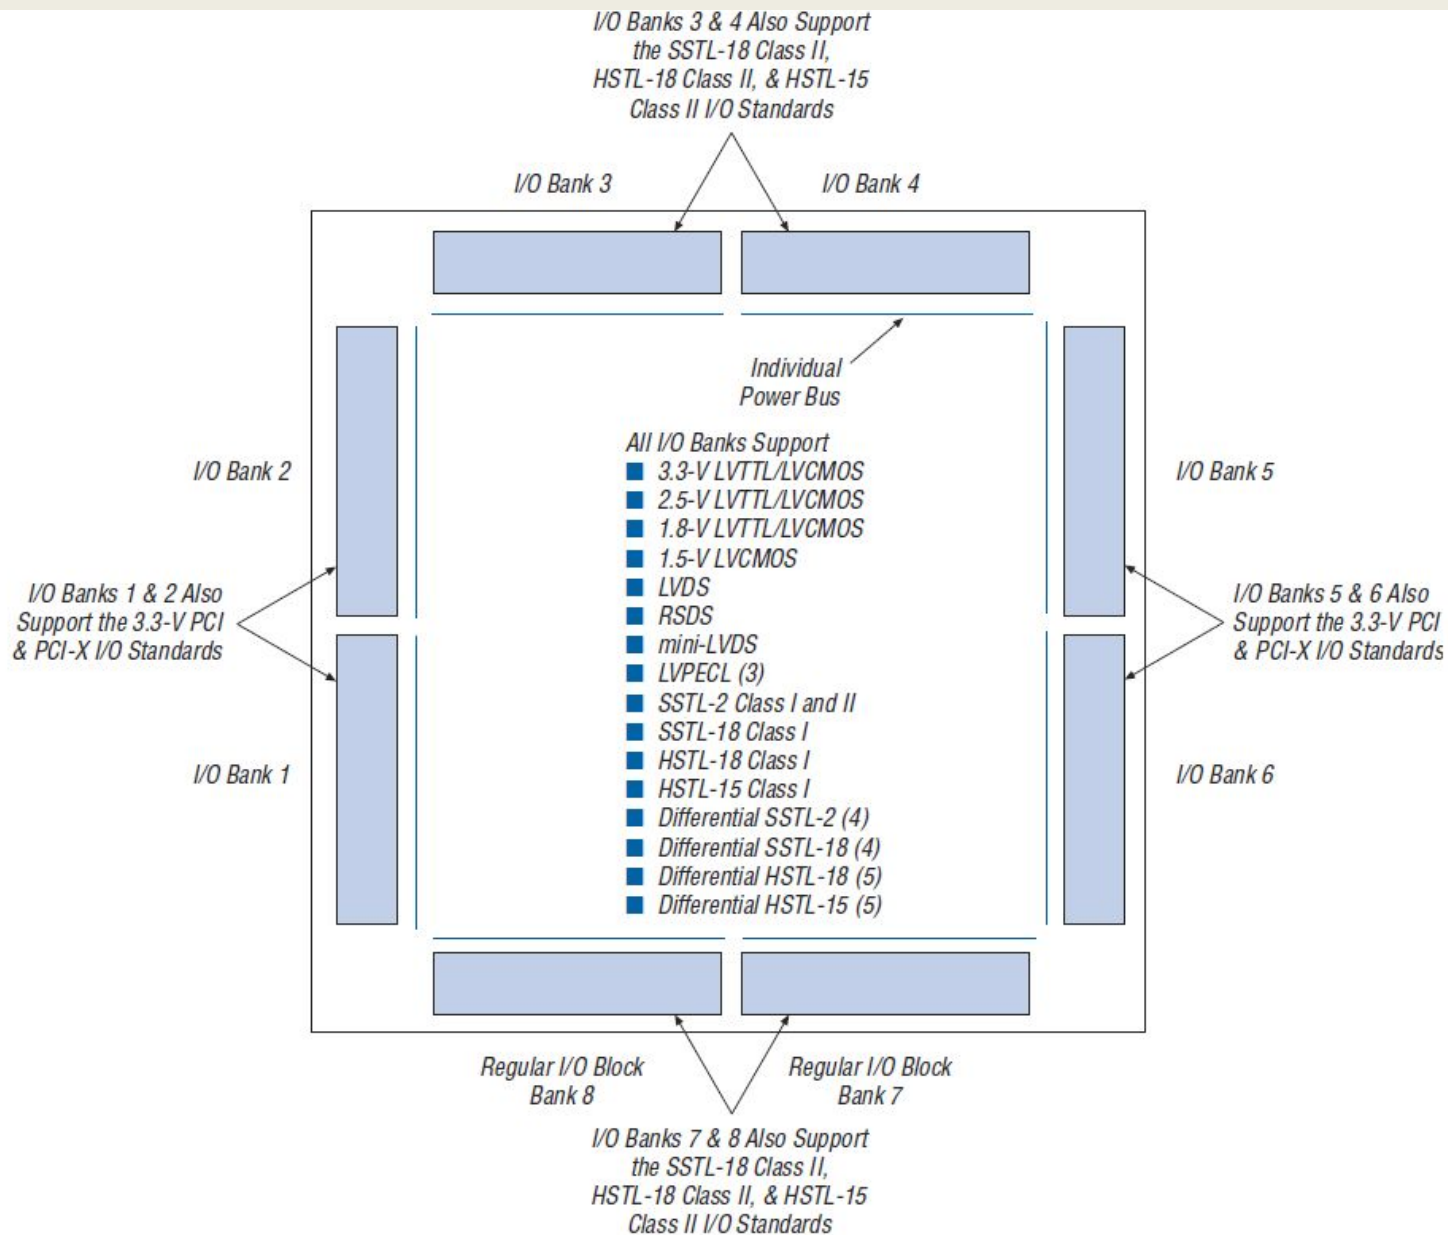 I/O Banks 3 & 4 Also Support
the SSTL-18 Class II,
HSTL-18 Class II, & HSTL-15
Class II I/O Standards
I/O Bank 3
I/O Bank 4
Individual
Power Bus
All I/O Banks Support
3.3-V LVTTL/LVCMOS
2.5-V LVTTL/LVCMOS
1.8-V LVTTL/LVCMOS
1.5-V LVCMOS
LVDS
RSDS
mini-LVDS
LVPECL (3)
SSTL-2 Class I and II
SSTL-18 Class I
HSTL-18 Class I
HSTL-15 Class I
Differential SSTL-2 (4)
Differential SSTL-18 (4)
Differential HSTL-18 (5)
Differential HSTL-15 (5)
I/O Bank 2
I/O Banks 1 & 2 Also
Support the 3.3-V PCI
& PCI-X I/O Standards
I/O Bank 1
I/O Bank 5
I/O Banks 5 & 6 Also
Support the 3.3-V PCI
& PCI-X I/O Standards
I/O Bank 6
Regular I/O Block
Bank 8
Regular I/O Block
Bank 7
I/O Banks 7 & 8 Also Support
the SSTL-18 Class II,
HSTL-18 Class II, & HSTL-15
Class II I/O Standards